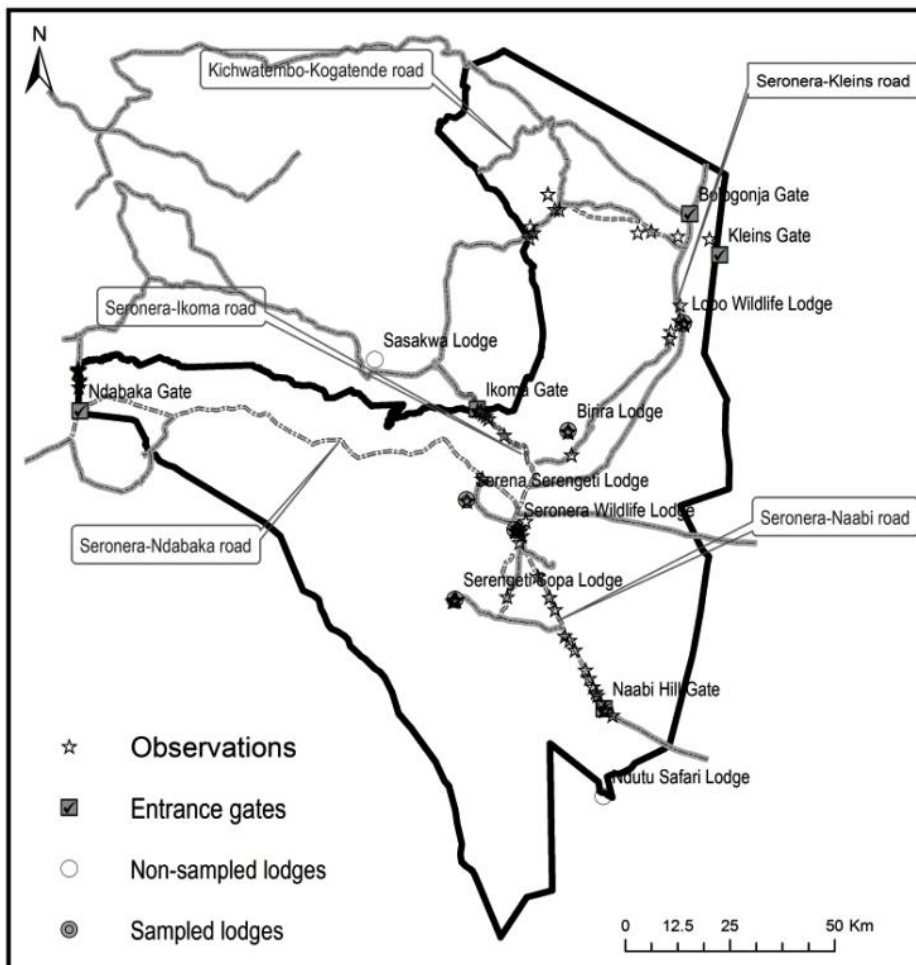 N
Kichwatembo-Kogatende road
Seronera-Kleins road
Bologonja Gate
Kleins Gate
Seronera-Ikoma road
Lobo Wildlife Lodge
Sasakwa Lodge
Ndabaka Gate
Ikoma Gate
Birira Lodge
Serena Serengeti Lodge
Seronera Wildlife Lodge
Seronera-Naabi road
Seronera-Ndabaka road
Serengeti Sopa Lodge
Naabi Hill Gate
Observations
Ndutu Safari Lodge
Entrance gates
Non-sampled lodges
Sampled lodges
0 12.5 25 50 Km